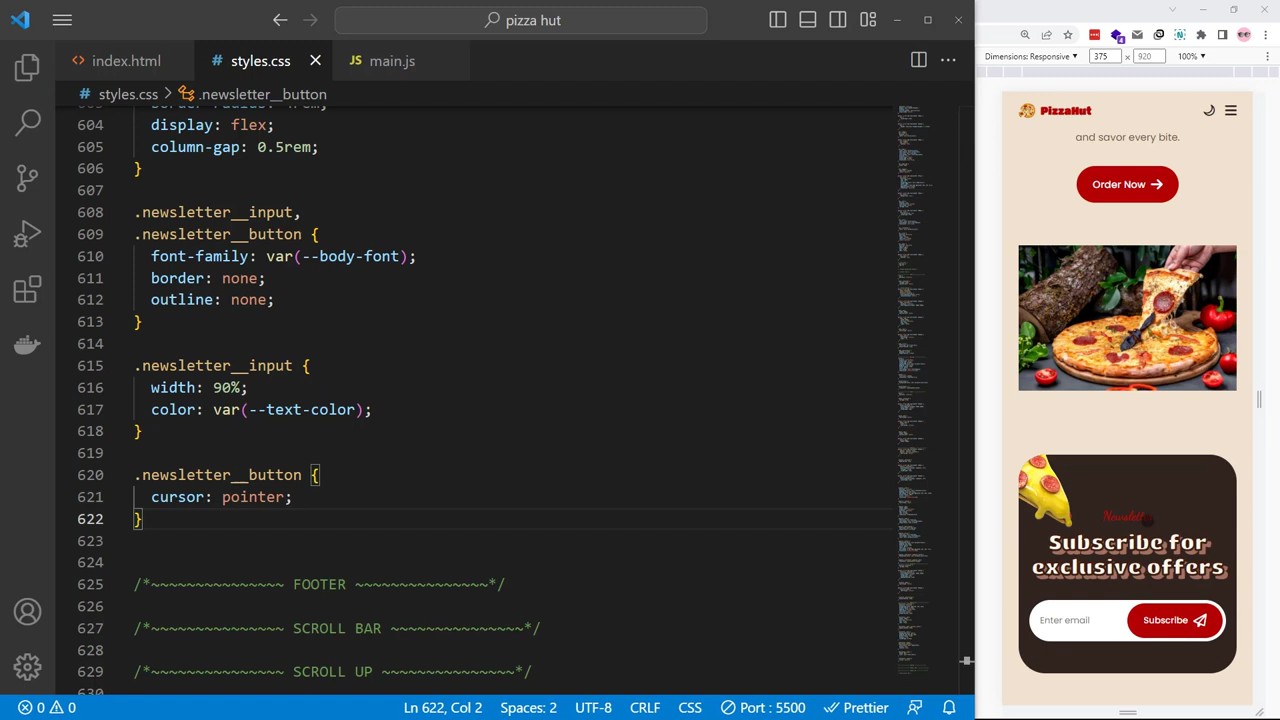 pizza hut
index.html
# styles.css
JS main.js
# styles.css > .newsletter__button
604 display: flex;
605 column-gap: 0.5rem;
606 }
607
608 .newsletter__input,
609 .newsletter__button {
610 font-family: var(--body-font);
611 border: none;
612 outline: none;
613 }
614
615 .newsletter__input {
616 width: 90%;
617 color: var(--text-color);
618 }
619
620 .newsletter__button {
621 cursor: pointer;
622 }
623
624
625 /*~~~~~~~~~~~~~~~ FOOTER ~~~~~~~~~~~~~~~*/
626
627 /*~~~~~~~~~~~~~~~ SCROLL BAR ~~~~~~~~~~~~~~~*/
628
629 /*~~~~~~~~~~~~~~~ SCROLL UP ~~~~~~~~~~~~~~~*/
630
0 0
Ln 622, Col 2
Spaces: 2
UTF-8
CRLF
CSS
Port : 5500
Prettier
Dimensions: Responsive
375 x 920
100%
PizzaHut
and savor every bite.
Order Now
Newsletter
Subscribe for
exclusive offers
Enter email
Subscribe